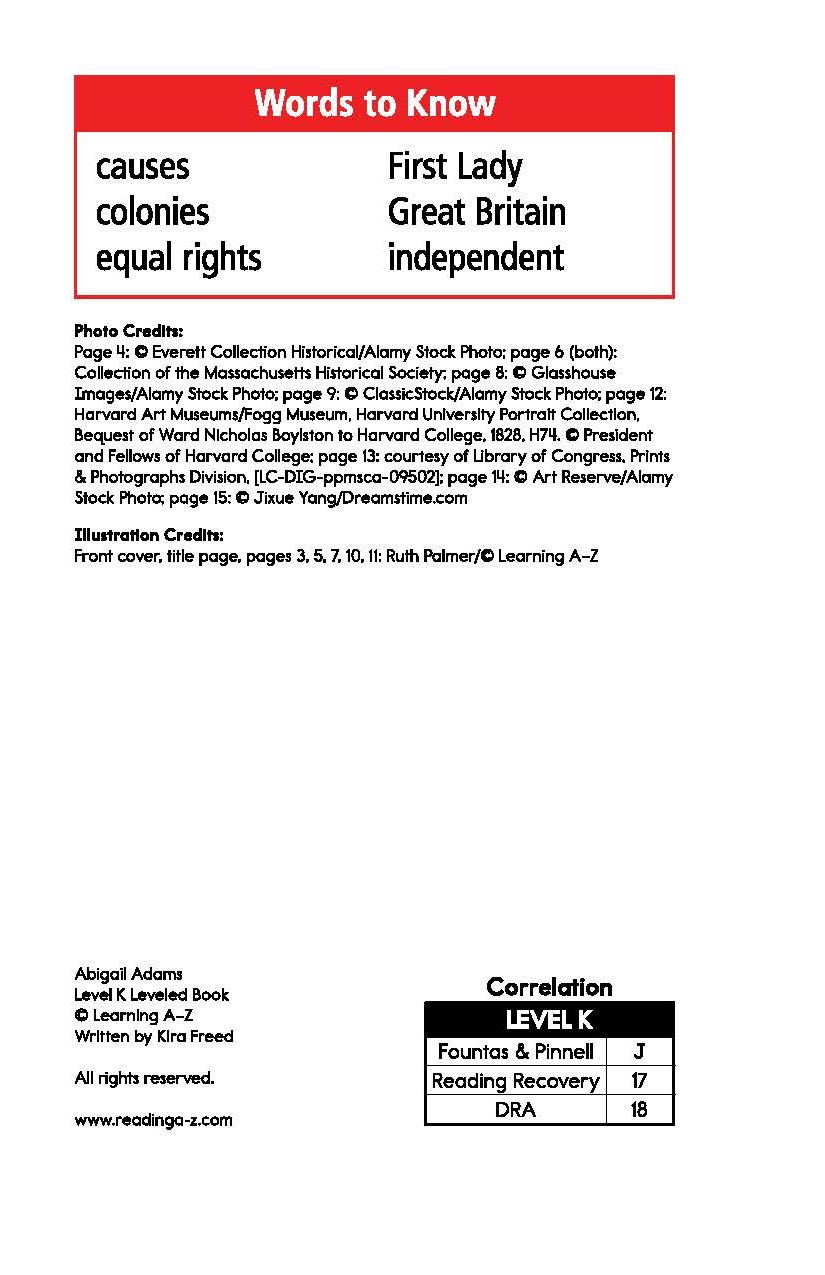 Words to Know
causes
colonies
equal rights
First Lady
Great Britain
independent
Photo Credits:
Page 4: © Everett Collection Historical/Alamy Stock Photo; page 6 (both):
Collection of the Massachusetts Historical Society; page 8: © Glasshouse
Images/Alamy Stock Photo; page 9: © ClassicStock/Alamy Stock Photo; page 12:
Harvard Art Museums/Fogg Museum, Harvard University Portrait Collection,
Bequest of Ward Nicholas Boylston to Harvard College, 1828, H74. © President
and Fellows of Harvard College; page 13: courtesy of Library of Congress, Prints
& Photographs Division, [LC-DIG-ppmsca-09502]; page 14: © Art Reserve/Alamy
Stock Photo; page 15: © Jixue Yang/Dreamstime.com
Illustration Credits:
Front cover, title page, pages 3, 5, 7, 10, 11: Ruth Palmer/© Learning A–Z
Abigail Adams
Level K Leveled Book
© Learning A–Z
Written by Kira Freed
All rights reserved.
www.readinga-z.com
Correlation
LEVEL K
Fountas & Pinnell J
Reading Recovery 17
DRA 18